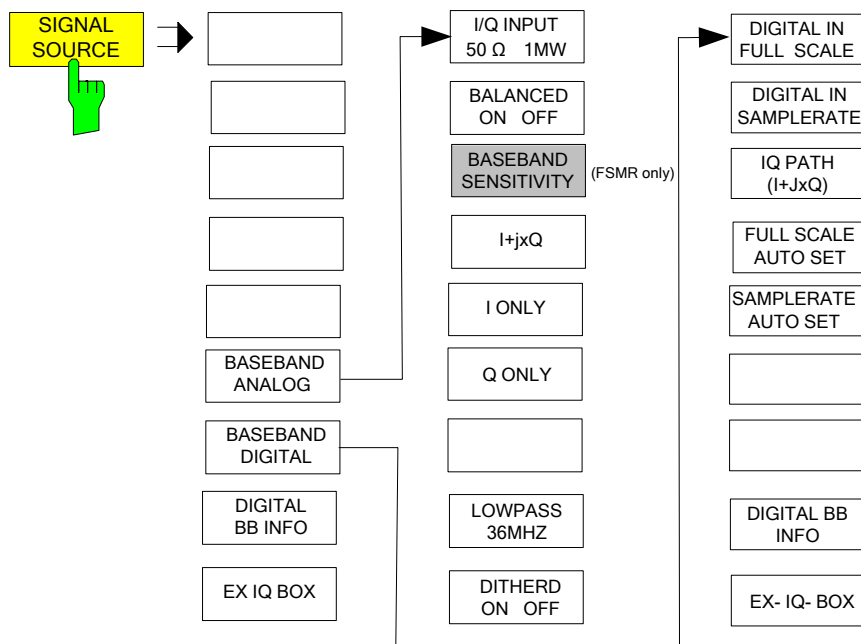 SIGNAL
SOURCE
BASEBAND
ANALOG
BASEBAND
DIGITAL
DIGITAL
BB INFO
EX IQ BOX
I/Q INPUT
50 Ω 1MW
BALANCED
ON OFF
BASEBAND
SENSITIVITY
(FSMR only)
I+jxQ
I ONLY
Q ONLY
LOWPASS
36MHZ
DITHERD
ON OFF
DIGITAL IN
FULL SCALE
DIGITAL IN
SAMPLERATE
IQ PATH
(I+JxQ)
FULL SCALE
AUTO SET
SAMPLERATE
AUTO SET
DIGITAL BB
INFO
EX- IQ- BOX